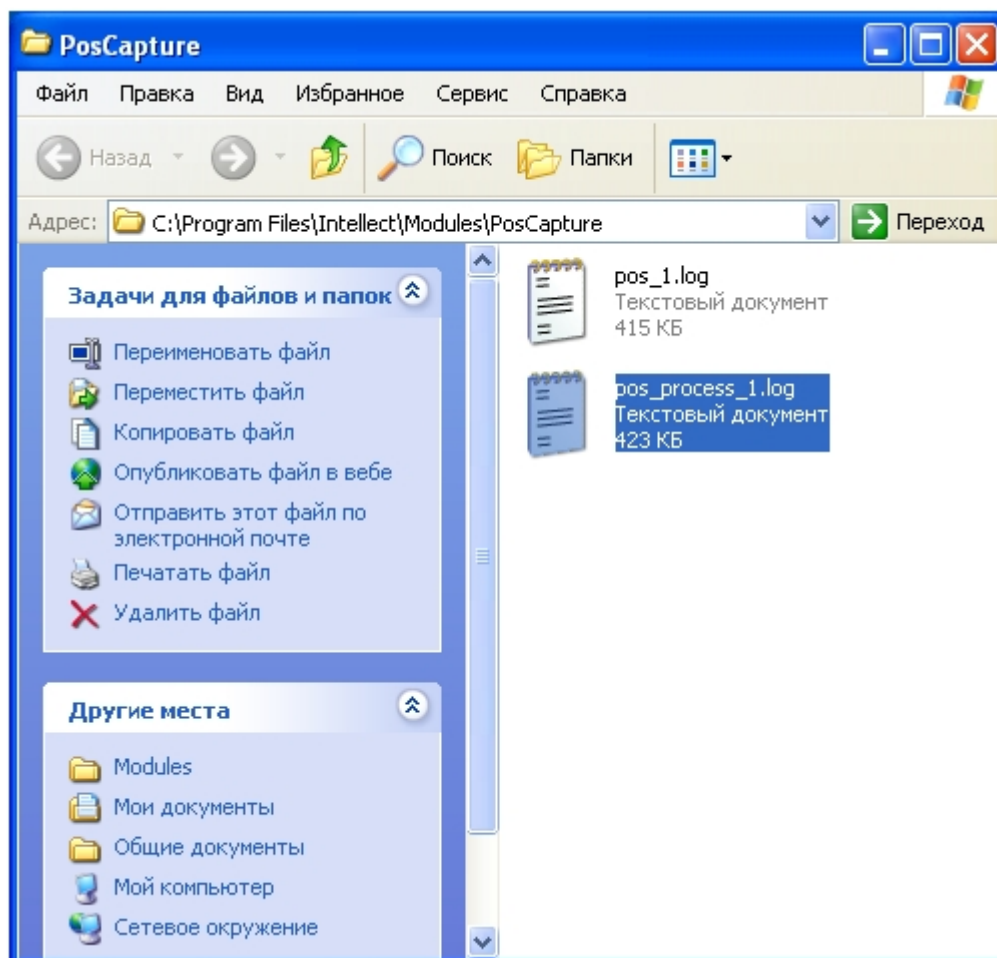 PosCapture
Файл Правка Вид Избранное Сервис Справка
Назад Поиск Папки
Адрес: C:\Program Files\Intellect\Modules\PosCapture Переход
Задачи для файлов и папок
Переименовать файл
Переместить файл
Копировать файл
Опубликовать файл в вебе
Отправить этот файл по
электронной почте
Печатать файл
Удалить файл
Другие места
Modules
Мои документы
Общие документы
Мой компьютер
Сетевое окружение
pos_1.log
Текстовый документ
415 КБ
pos_process_1.log
Текстовый документ
423 КБ